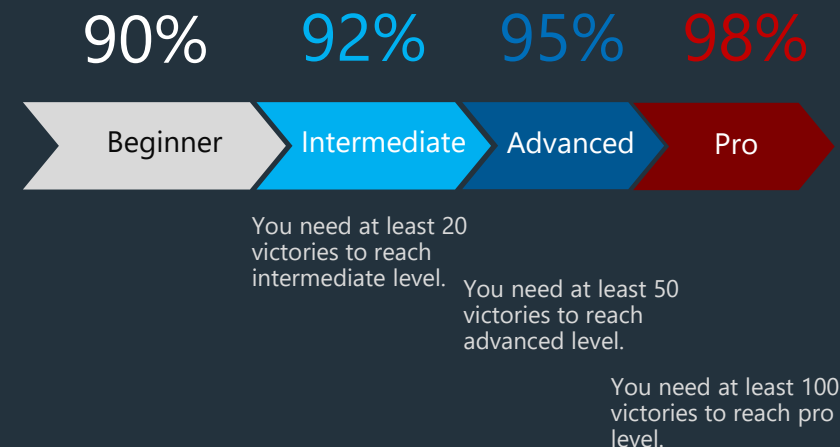 90% 92% 95% 98%
Beginner Intermediate Advanced Pro
You need at least 20
victories to reach
intermediate level.
You need at least 50
victories to reach
advanced level.
You need at least 100
victories to reach pro
level.